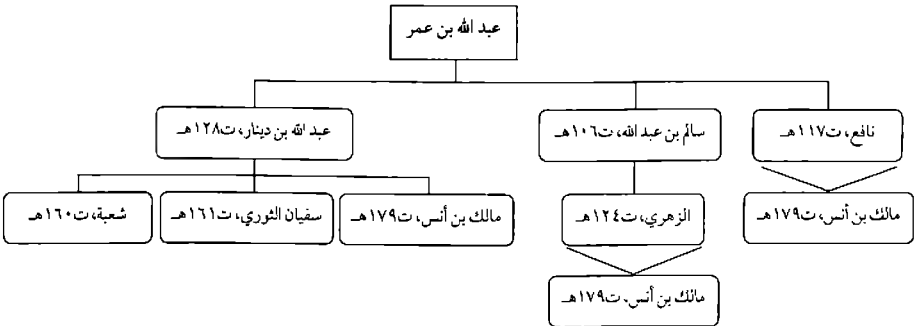 عبد الله بن عمر
نافع، ت١١٧هـ
سالم بن عبد الله، ت١٠٦هـ
عبد الله بن دينار، ت١٢٨هـ
مالك بن أنس، ت١٧٩هـ
الزهري، ت١٢٤هـ
مالك بن أنس، ت١٧٩هـ
سفيان الثوري، ت١٦١هـ
شعبة، ت١٦٠هـ
مالك بن أنس، ت١٧٩هـ